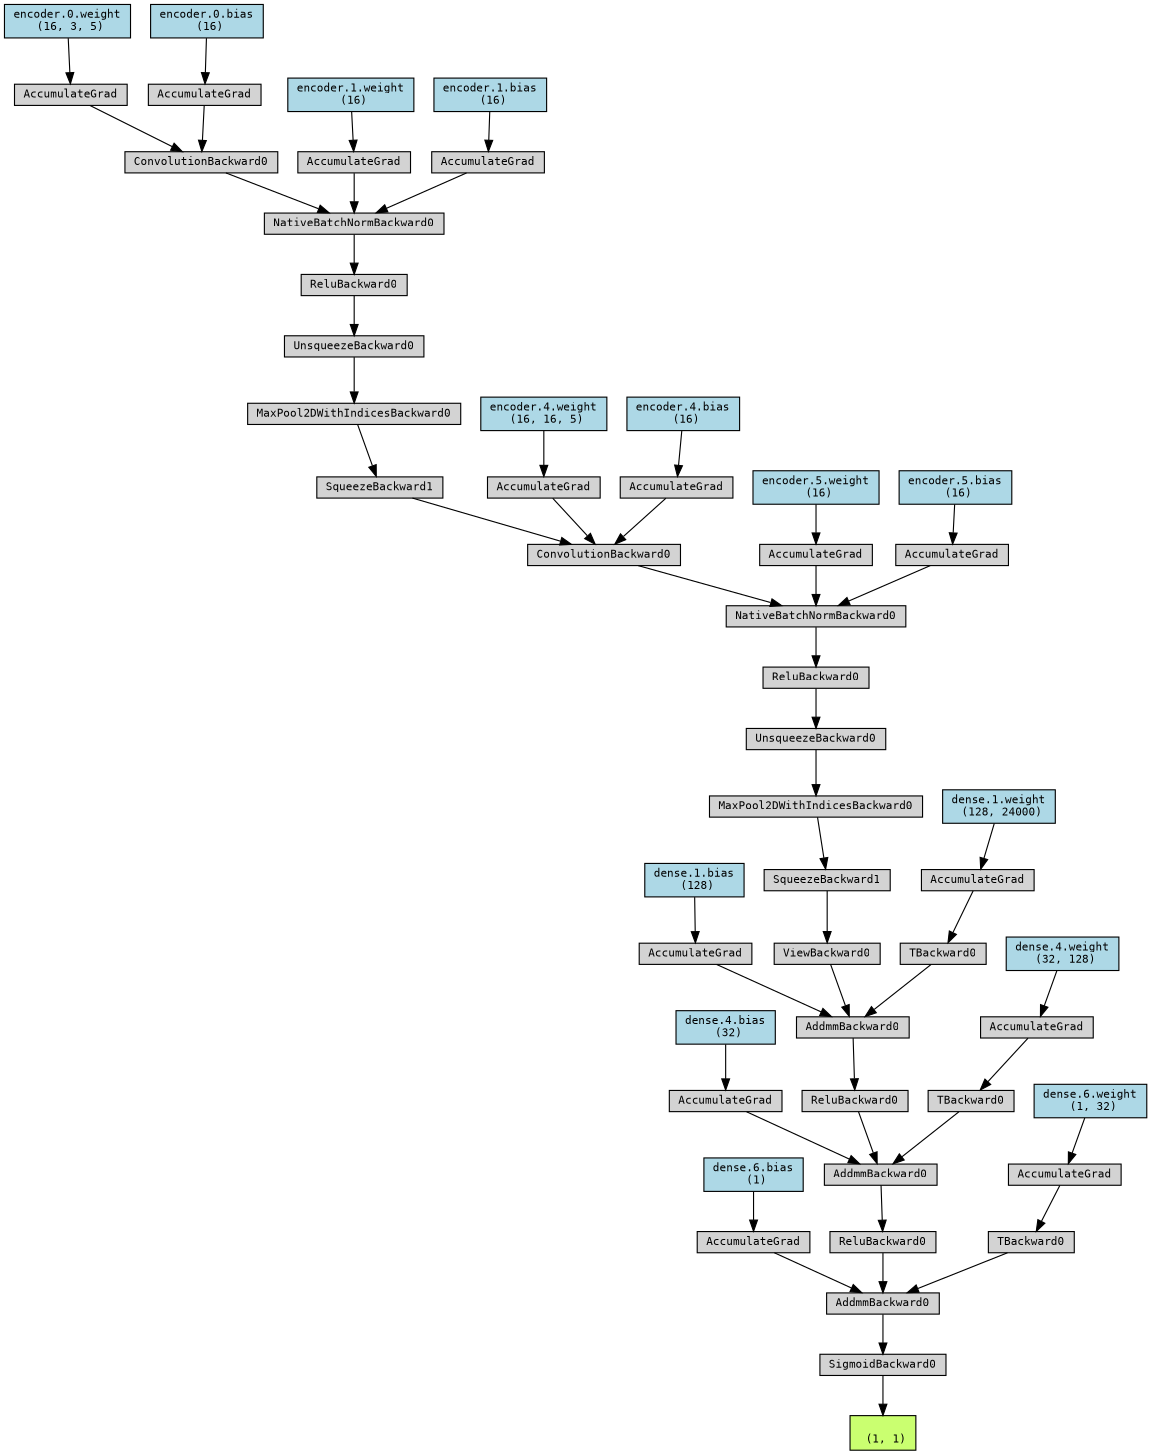 encoder.0.weight
(16, 3, 5)
encoder.0.bias
(16)
AccumulateGrad
AccumulateGrad
encoder.1.weight
(16)
encoder.1.bias
(16)
ConvolutionBackward0
AccumulateGrad
AccumulateGrad
NativeBatchNormBackward0
ReluBackward0
UnsqueezeBackward0
MaxPool2DWithIndicesBackward0
encoder.4.weight
(16, 16, 5)
encoder.4.bias
(16)
SqueezeBackward1
AccumulateGrad
AccumulateGrad
encoder.5.weight
(16)
encoder.5.bias
(16)
ConvolutionBackward0
AccumulateGrad
AccumulateGrad
NativeBatchNormBackward0
ReluBackward0
UnsqueezeBackward0
MaxPool2DWithIndicesBackward0
dense.1.weight
(128, 24000)
dense.1.bias
(128)
SqueezeBackward1
AccumulateGrad
AccumulateGrad
ViewBackward0
TBackward0
dense.4.weight
(32, 128)
dense.4.bias
(32)
AddmmBackward0
AccumulateGrad
AccumulateGrad
ReluBackward0
TBackward0
dense.6.weight
(1, 32)
dense.6.bias
(1)
AddmmBackward0
AccumulateGrad
AccumulateGrad
ReluBackward0
TBackward0
AddmmBackward0
SigmoidBackward0
(1, 1)